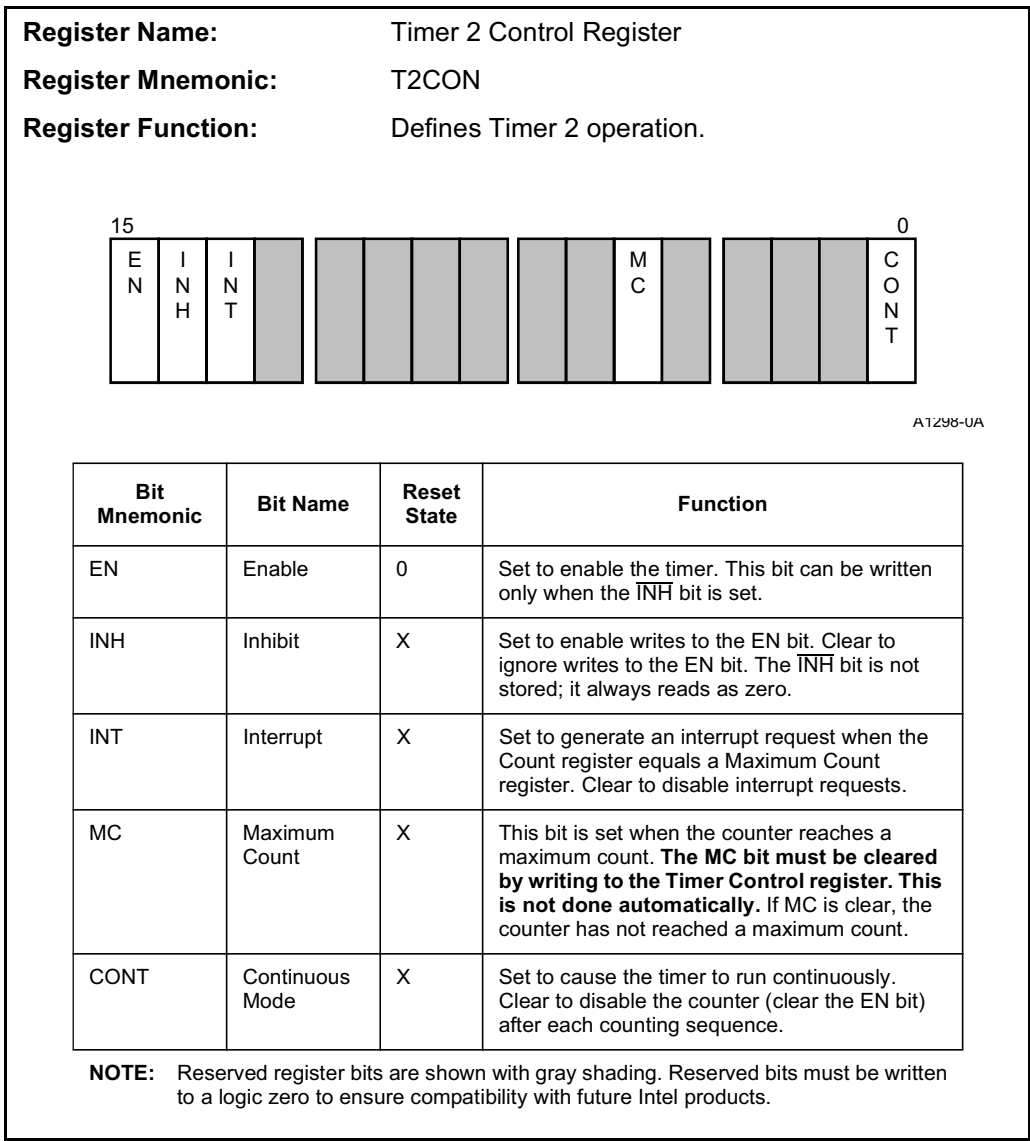 Register Name: Timer 2 Control Register
Register Mnemonic: T2CON
Register Function: Defines Timer 2 operation.
15 0
EN INH INT MC CONT
A1298-0A
Bit Mnemonic Bit Name Reset State Function
EN Enable 0 Set to enable the timer. This bit can be written
only when the INH bit is set.
INH Inhibit X Set to enable writes to the EN bit. Clear to
ignore writes to the EN bit. The INH bit is not
stored; it always reads as zero.
INT Interrupt X Set to generate an interrupt request when the
Count register equals a Maximum Count
register. Clear to disable interrupt requests.
MC Maximum Count X This bit is set when the counter reaches a
maximum count. The MC bit must be cleared
by writing to the Timer Control register. This
is not done automatically. If MC is clear, the
counter has not reached a maximum count.
CONT Continuous Mode X Set to cause the timer to run continuously.
Clear to disable the counter (clear the EN bit)
after each counting sequence.
NOTE: Reserved register bits are shown with gray shading. Reserved bits must be written
to a logic zero to ensure compatibility with future Intel products.